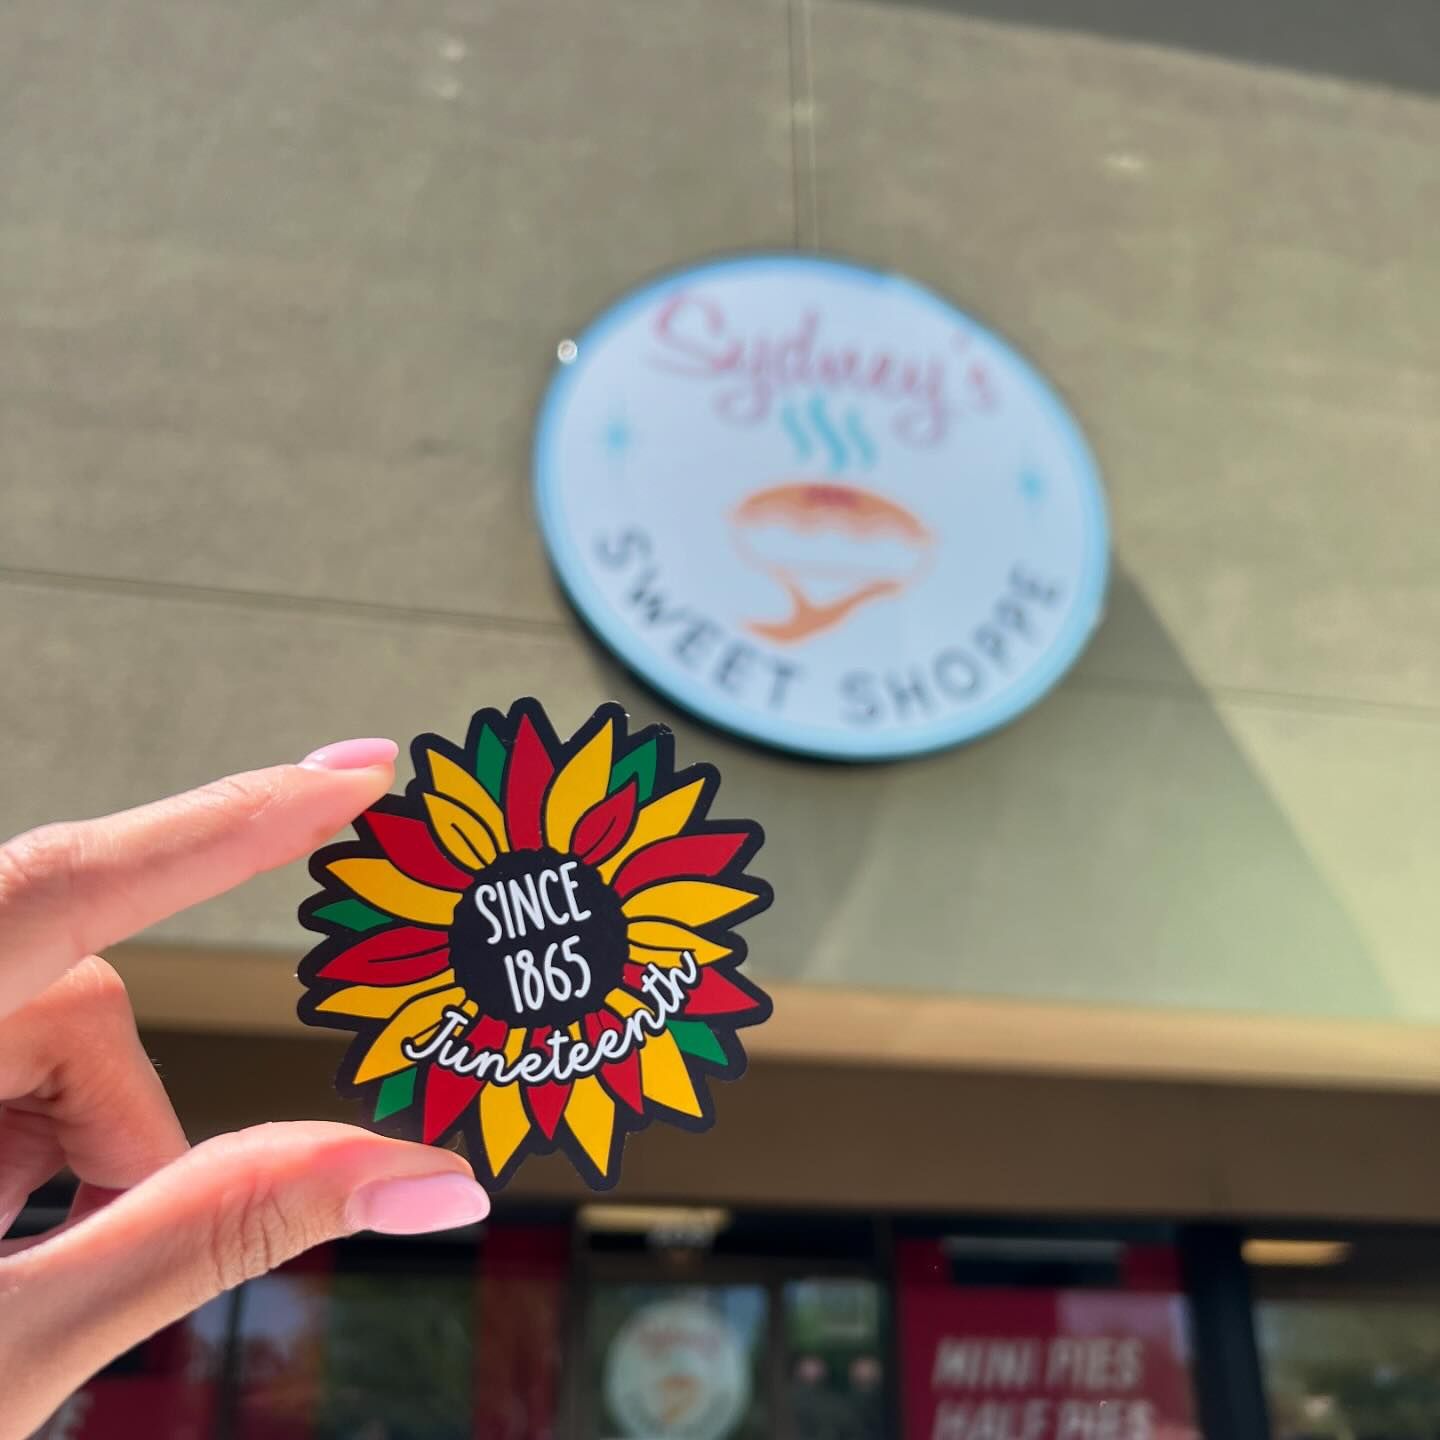 Sydney's
SWEET SHOPPE
SINCE
1865
Juneteenth
MINI PIES
HALF PIES